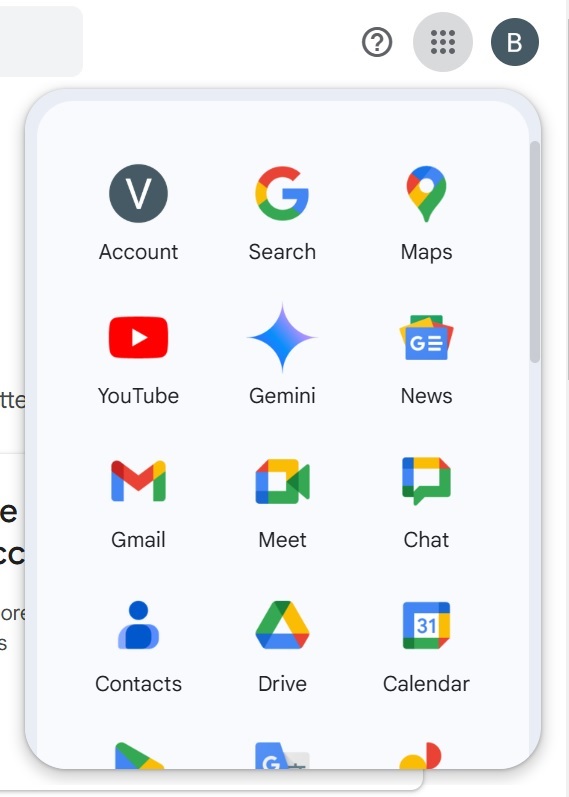 B
V
Account Search Maps
YouTube Gemini News
G
tte
Gmail Meet Chat
e
cc
ore
31
s
Contacts Drive Calendar
G